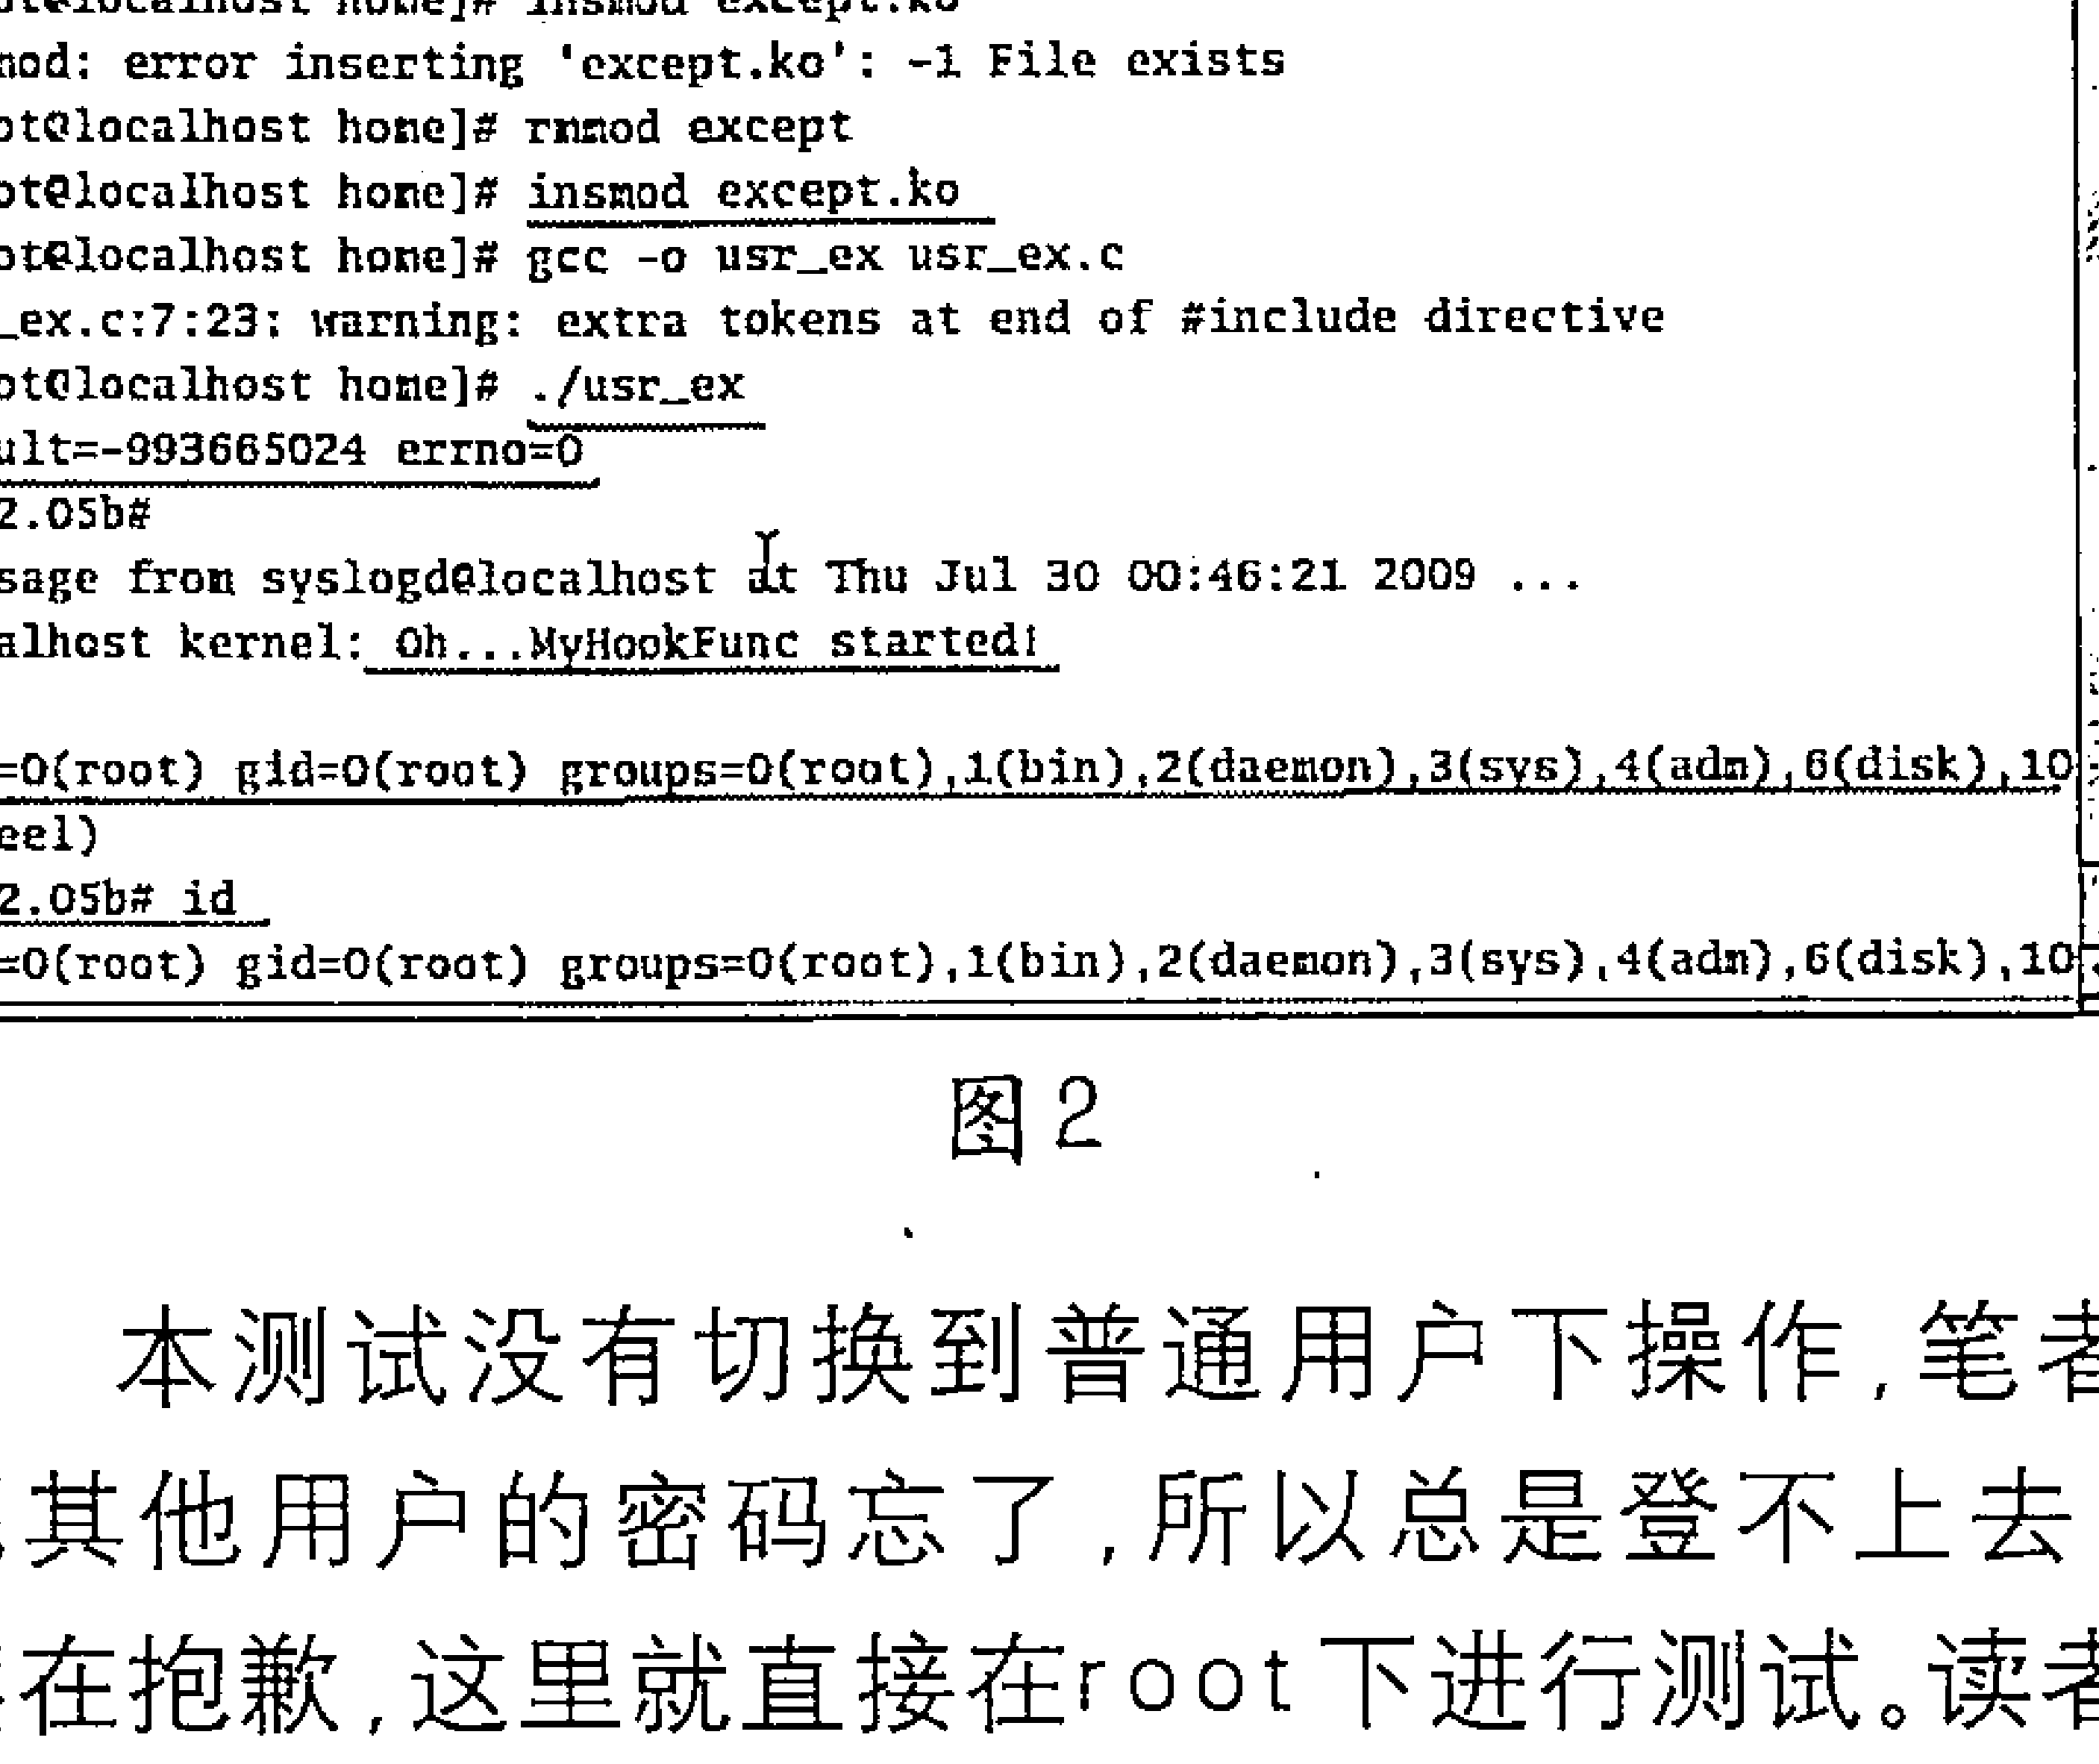 ot@localhost home]# insmod except.ko
mod: error inserting 'except.ko': -1 File exists
ot@localhost home]# rmmod except
ot@localhost home]# insmod except.ko
ot@localhost home]# gcc -o usr_ex usr_ex.c
_ex.c:7:23: warning: extra tokens at end of #include directive
ot@localhost home]# ./usr_ex
ult=-993665024 errno=0
2.05b#
sage from syslogd@localhost at Thu Jul 30 00:46:21 2009 ...
alhost kernel: Oh...MyHookFunc started!
=0(root) gid=0(root) groups=0(root),1(bin),2(daemon),3(sys),4(adm),6(disk),10
eel)
2.05b# id
=0(root) gid=0(root) groups=0(root),1(bin),2(daemon),3(sys),4(adm),6(disk),10
图2
本测试没有切换到普通用户下操作,笔者
其他用户的密码忘了,所以总是登不上去
在抱歉,这里就直接在root下进行测试。读者